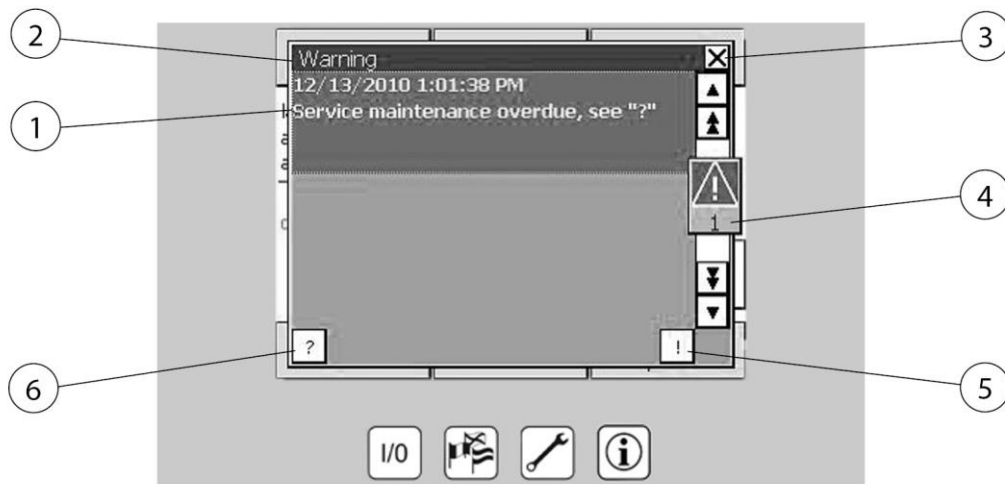 2
3
Warning
12/13/2010 1:01:38 PM
1
Service maintenance overdue, see "?"
!
1
4
?
!
6
5
I/0
i